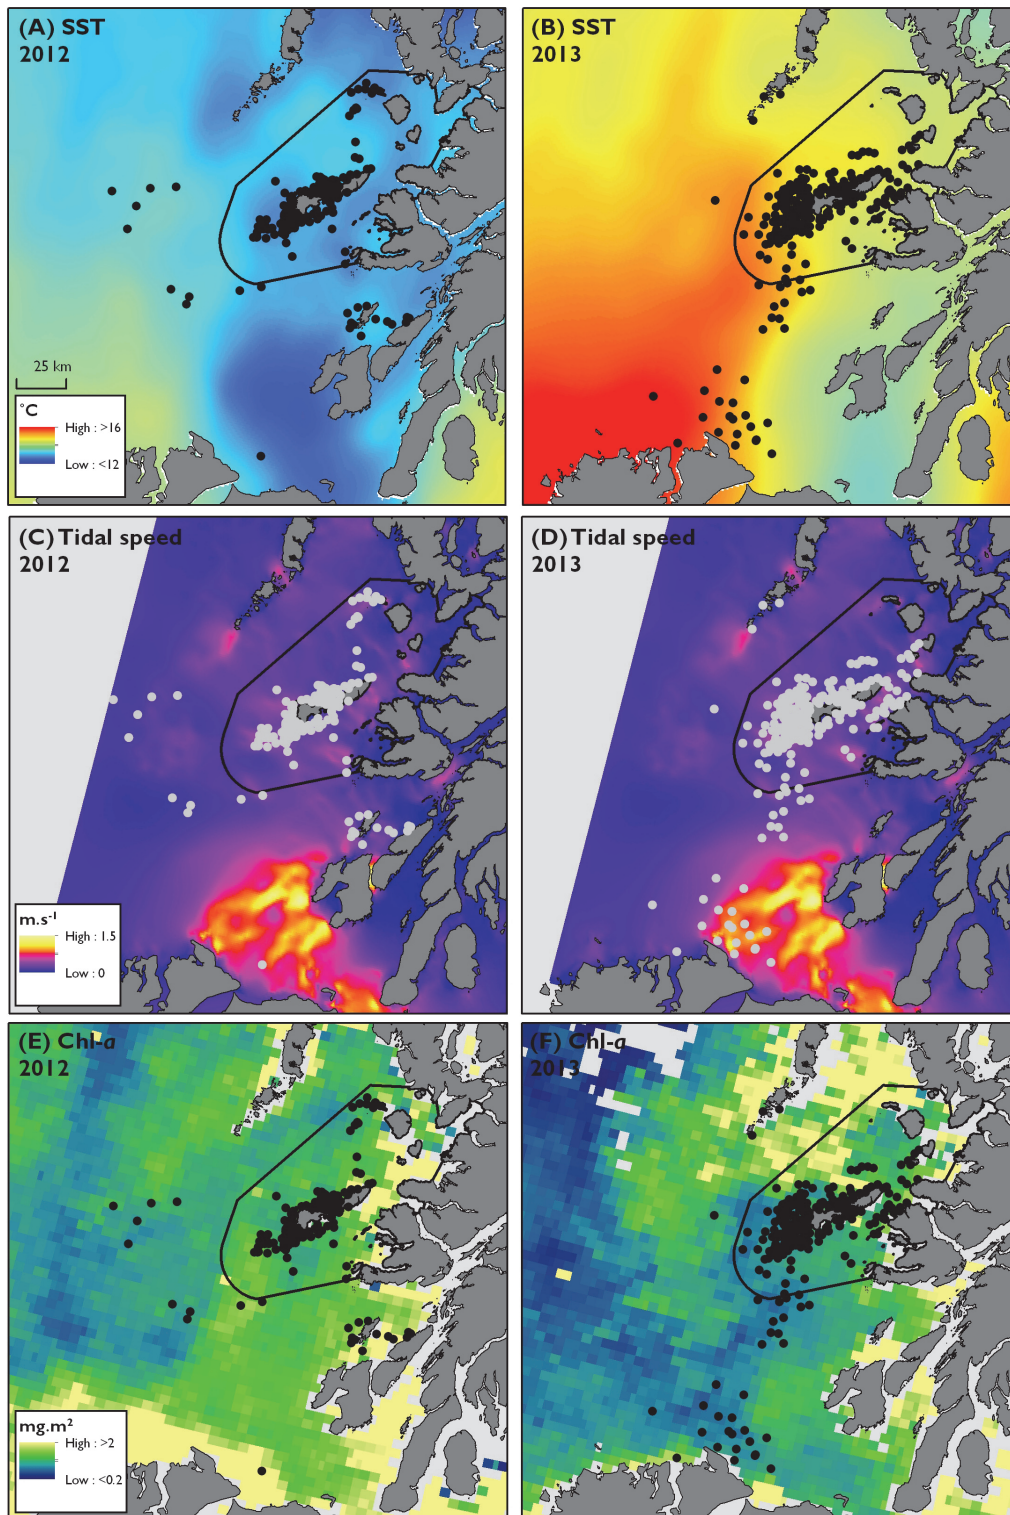 (A) SST
2012
25 km
°C
High : >16
Low : <12
(B) SST
2013
(C) Tidal speed
2012
m.s⁻¹
High : 1.5
Low : 0
(D) Tidal speed
2013
(E) Chl-a
2012
mg.m²
High : >2
Low : <0.2
(F) Chl-a
2013